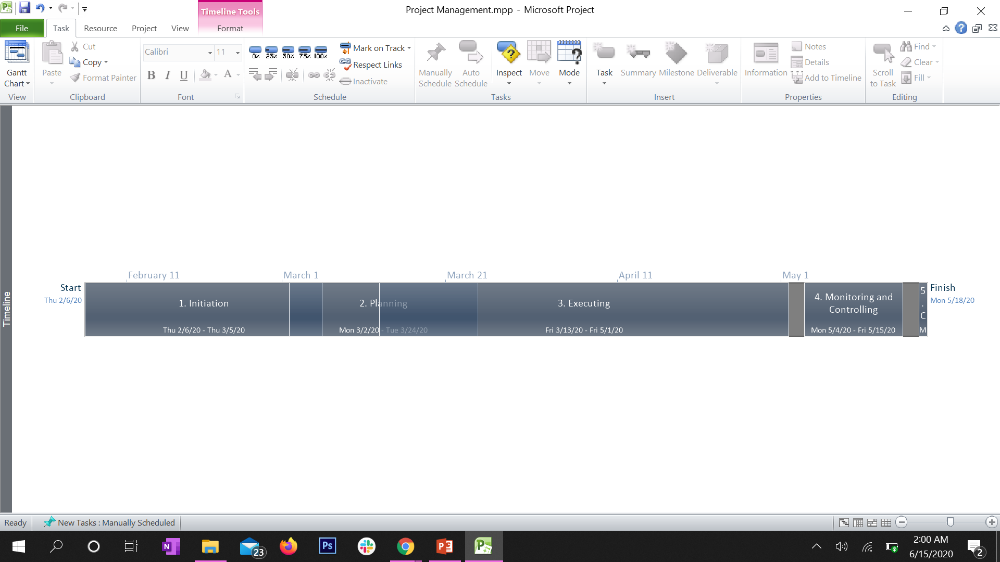 Timeline Tools
Project Management.mpp - Microsoft Project
File Task Resource Project View Format
Gantt Chart
View
Paste
Cut
Copy
Format Painter
Clipboard
Calibri 11
B I U A
Font
0% 25% 50% 75% 100%
Mark on Track
Respect Links
Inactivate
Schedule
Manually Schedule
Auto Schedule
Inspect
Move
Mode
Tasks
Task
Summary
Milestone
Deliverable
Insert
Information
Notes
Details
Add to Timeline
Properties
Scroll to Task
Find
Clear
Fill
Editing
Timeline
February 11 March 1 March 21 April 11 May 1
Start
Thu 2/6/20
1. Initiation
Thu 2/6/20 - Thu 3/5/20
2. Planning
Mon 3/2/20 - Tue 3/24/20
3. Executing
Fri 3/13/20 - Fri 5/1/20
4. Monitoring and
Controlling
Mon 5/4/20 - Fri 5/15/20
5
.
C
M
Finish
Mon 5/18/20
Ready
New Tasks : Manually Scheduled
N
23
Ps
P
2:00 AM
6/15/2020
2